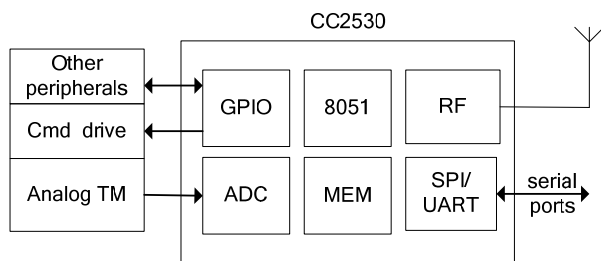 CC2530
Other
peripherals
Cmd drive
Analog TM
GPIO
8051
RF
ADC
MEM
SPI/
UART
serial
ports